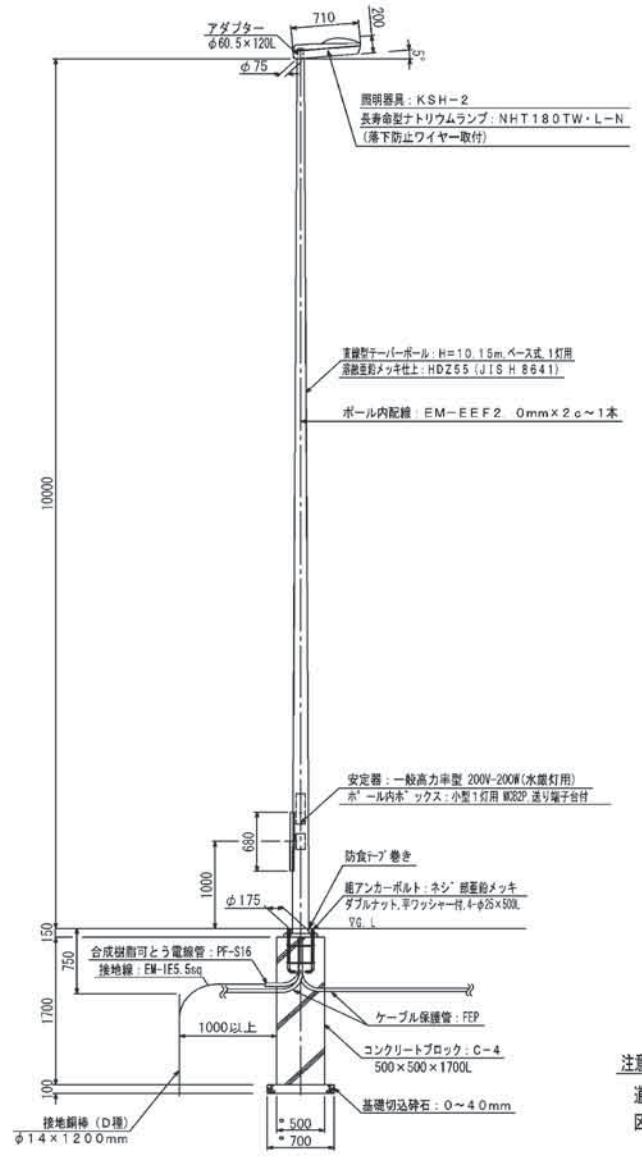 710
200
アダプター
φ60.5×120L
5°
φ75
照明器具:KSH-2
長寿命型ナトリウムランプ:NHT180TW・L-N
(落下防止ワイヤー取付)
直線型テーパーポール:H=10.15m,ベース式,1灯用
溶融亜鉛メッキ仕上:HDZ55 (JIS H 8641)
ポール内配線:EM-EEF2.0mm×2c~1本
10000
安定器:一般高力率型 200V-200W(水銀灯用)
ポール内ボックス:小型1灯用 MCB2P,送り端子台付
680
1000
防食テープ巻き
φ175
組アンカーボルト:ネジ部亜鉛メッキ
ダブルナット,平ワッシャー付,4-φ25×500L
▽G.L
150
750
合成樹脂可とう電線管:PF-S16
接地線:EM-IE5.5sq
1700
ケーブル保護管:FEP
1000以上
コンクリートブロック:C-4
500×500×1700L
注意
100
基礎切込砕石:0~40mm
接地銅棒(D種)
φ14×1200mm
500
700